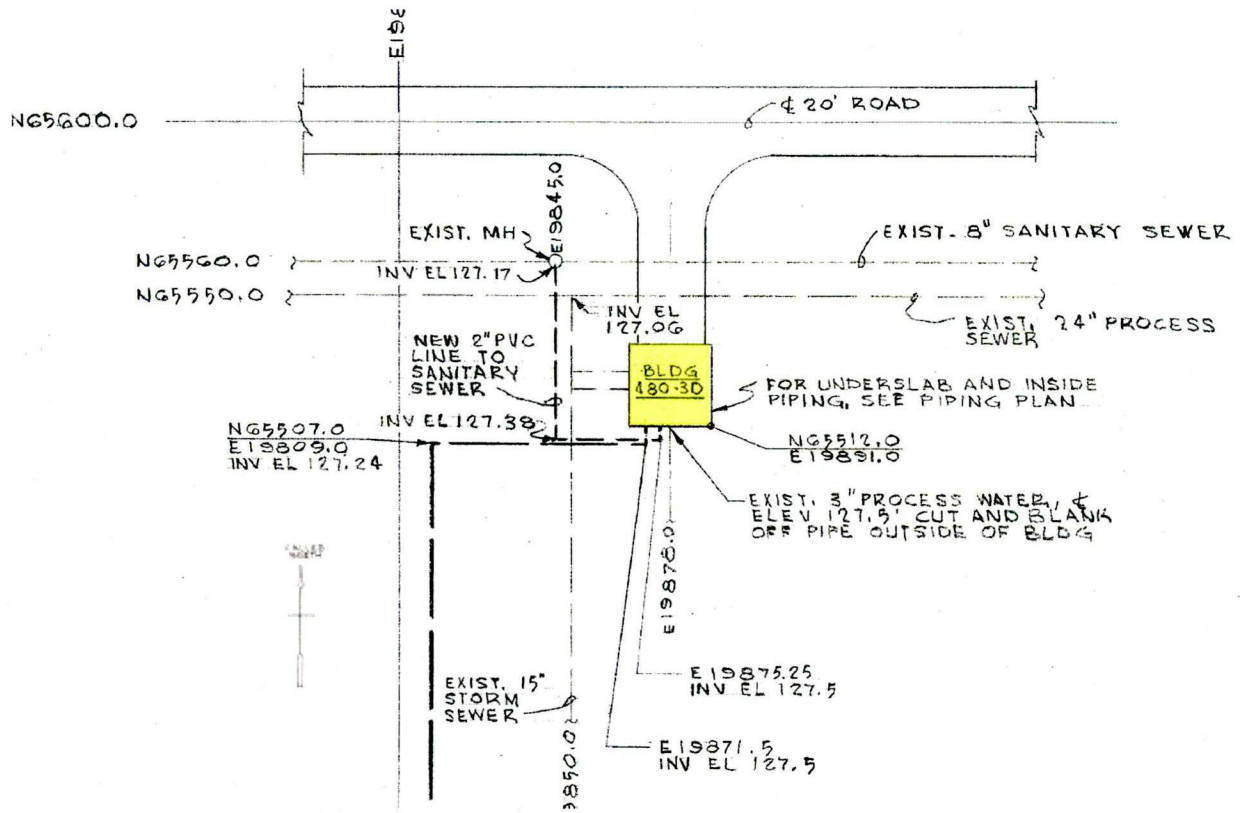 E198
N65600.0
℄ 20' ROAD
E19845.0
EXIST. MH
EXIST. 8" SANITARY SEWER
N65560.0
INV EL 127.17
N65550.0
INV EL
127.06
EXIST. 24" PROCESS
SEWER
NEW 2" PVC
LINE TO
SANITARY
SEWER
BLDG
480-3D
FOR UNDERSLAB AND INSIDE
PIPING, SEE PIPING PLAN
INV EL 127.38
N65507.0
E19809.0
INV EL 127.24
N65512.0
E19891.0
EXIST. 3" PROCESS WATER, ℄
ELEV 127.5' CUT AND BLANK
OFF PIPE OUTSIDE OF BLDG
CALLED
NORTH
E19878.0
E19875.25
INV EL 127.5
EXIST. 15"
STORM
SEWER
E19871.5
INV EL 127.5
9850.0